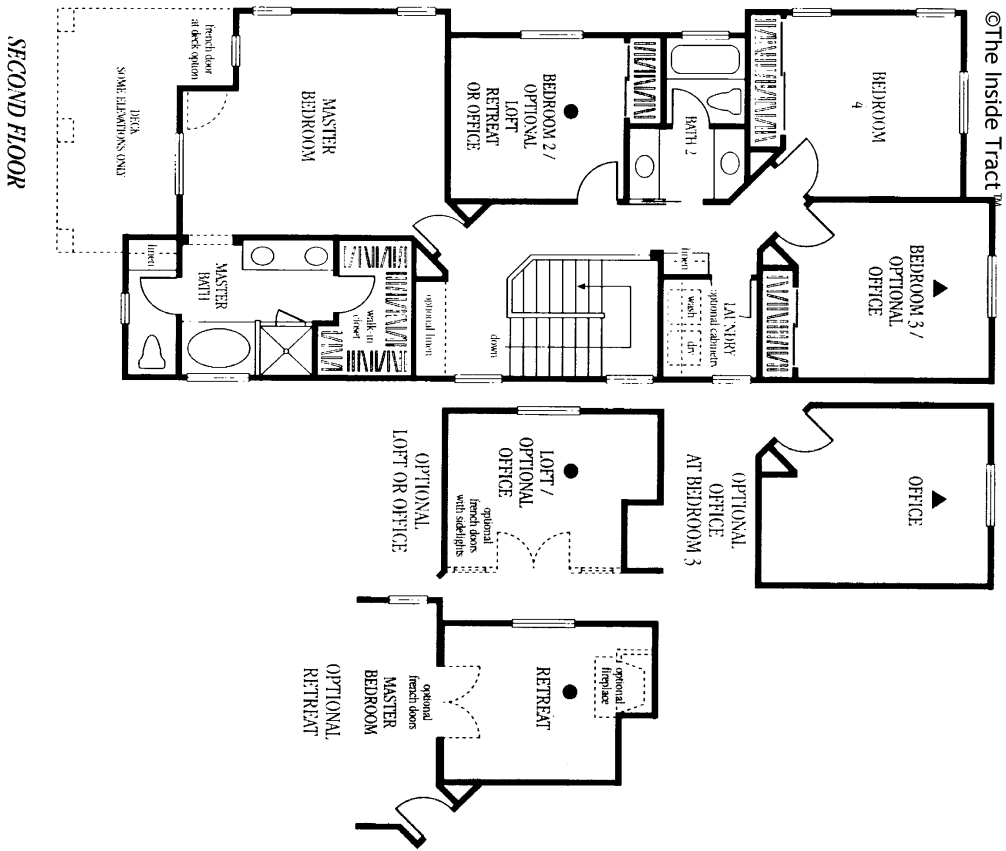 ©The Inside Tract™
SECOND FLOOR
DECK
SOME ELEVATIONS ONLY
french door
at deck option
MASTER
BEDROOM
BEDROOM 2 /
OPTIONAL
LOFT
RETREAT
OR OFFICE
BATH 2
BEDROOM
4
BEDROOM 3 /
OPTIONAL
OFFICE
linen
MASTER
BATH
walk-in
closet
optional linen
down
linen
LAUNDRY
optional cabinetry
wash
dry
OPTIONAL
LOFT OR OFFICE
LOFT /
OPTIONAL
OFFICE
optional
french doors
with sidelights
OPTIONAL
OFFICE
AT BEDROOM 3
OFFICE
OPTIONAL
RETREAT
MASTER
BEDROOM
optional
french doors
RETREAT
optional
fireplace